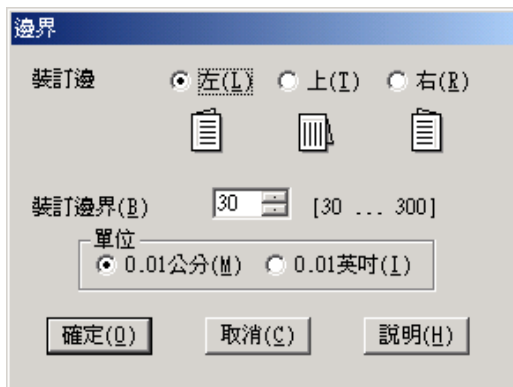 邊界
裝訂邊 左(L) 上(T) 右(R)
裝訂邊界(B) 30 [30 ... 300]
單位
0.01公分(M) 0.01英吋(I)
確定(O) 取消(C) 說明(H)